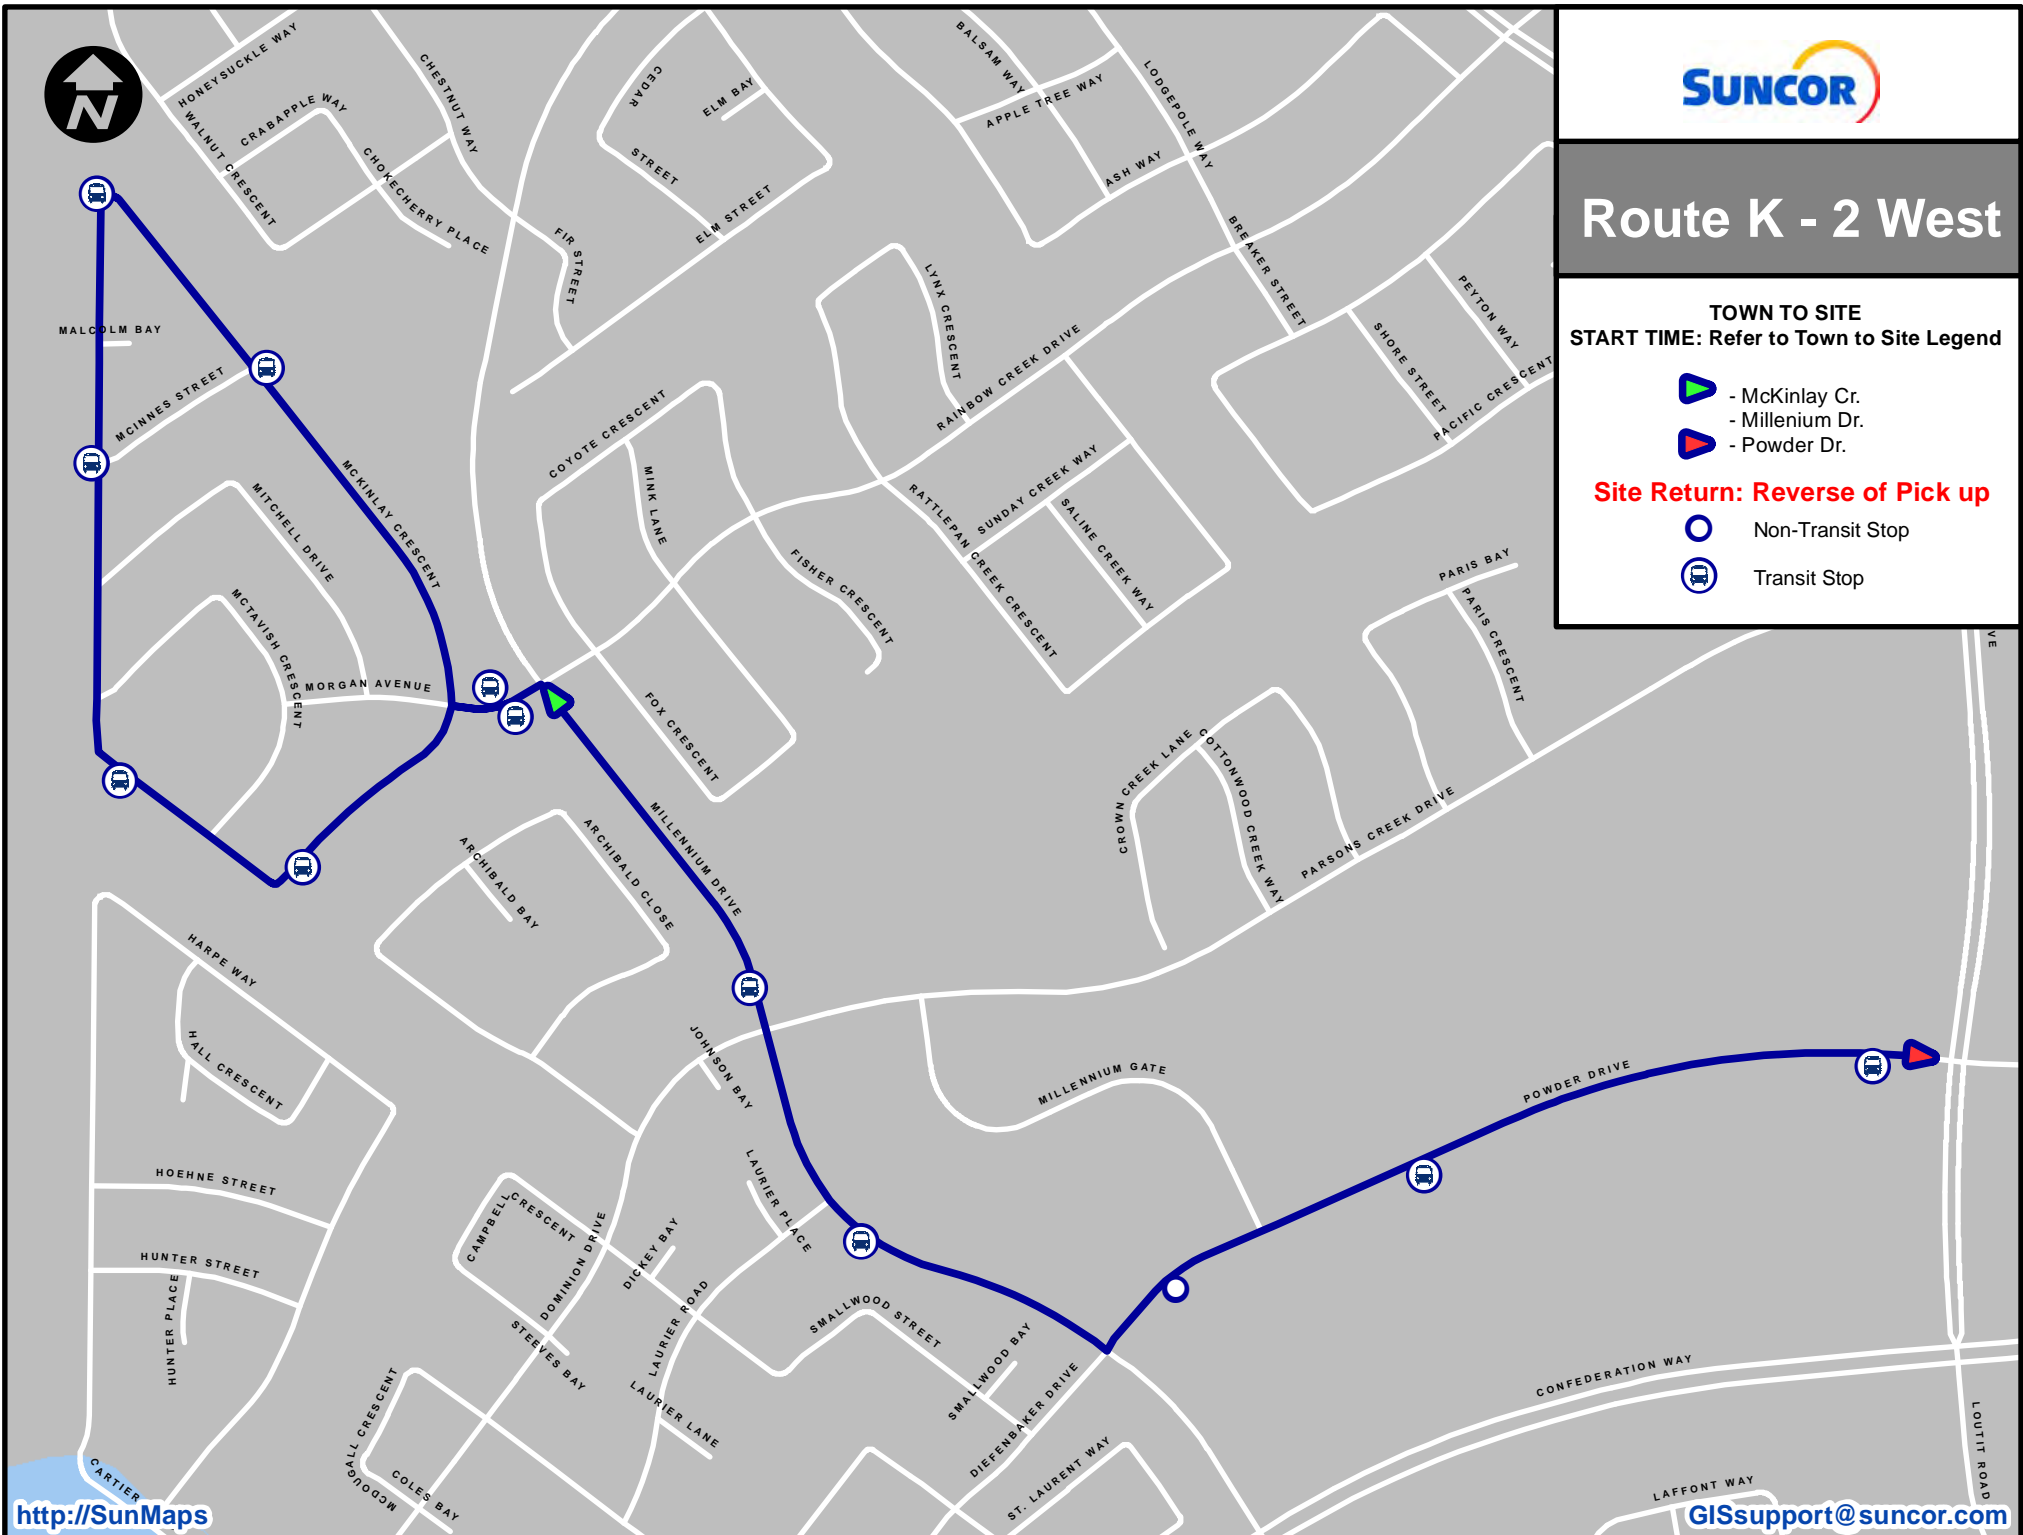 SUNCOR
Route K - 2 West
TOWN TO SITE
START TIME: Refer to Town to Site Legend
- McKinlay Cr.
- Millenium Dr.
- Powder Dr.
Site Return: Reverse of Pick up
Non-Transit Stop
Transit Stop
N
HONEYSUCKLE WAY
CRABAPPLE WAY
WALNUT CRESCENT
CHOKECHERRY PLACE
CHESTNUT WAY
CEDAR
STREET
ELM BAY
ELM STREET
FIR STREET
BALSAM WAY
APPLE TREE WAY
LODGEPOLE WAY
ASH WAY
BREAKER STREET
PEYTON WAY
SHORE STREET
PACIFIC CRESCENT
LYNX CRESCENT
RAINBOW CREEK DRIVE
MALCOLM BAY
MCINNES STREET
MCKINLAY CRESCENT
MITCHELL DRIVE
MCTAVISH CRESCENT
MORGAN AVENUE
COYOTE CRESCENT
MINK LANE
FISHER CRESCENT
FOX CRESCENT
SUNDAY CREEK WAY
SALINE CREEK WAY
RATTLEPAN CREEK CRESCENT
PARIS BAY
PARIS CRESCENT
VE
CROWN CREEK LANE
COTTONWOOD CREEK WAY
PARSONS CREEK DRIVE
MILLENNIUM DRIVE
ARCHIBALD CLOSE
ARCHIBALD BAY
HARPE WAY
HALL CRESCENT
JOHNSON BAY
MILLENNIUM GATE
POWDER DRIVE
LAURIER PLACE
HOEHNE STREET
HUNTER STREET
HUNTER PLACE
CAMPBELL
CRESCENT
DOMINION DRIVE
DICKEY BAY
STEEVES BAY
LAURIER ROAD
LAURIER LANE
SMALLWOOD STREET
SMALLWOOD BAY
DIEFENBAKER DRIVE
ST. LAURENT WAY
MCDOUGALL CRESCENT
COLES BAY
CARTIER
CONFEDERATION WAY
LOUTIT ROAD
LAFFONT WAY
http://SunMaps
GISsupport@suncor.com